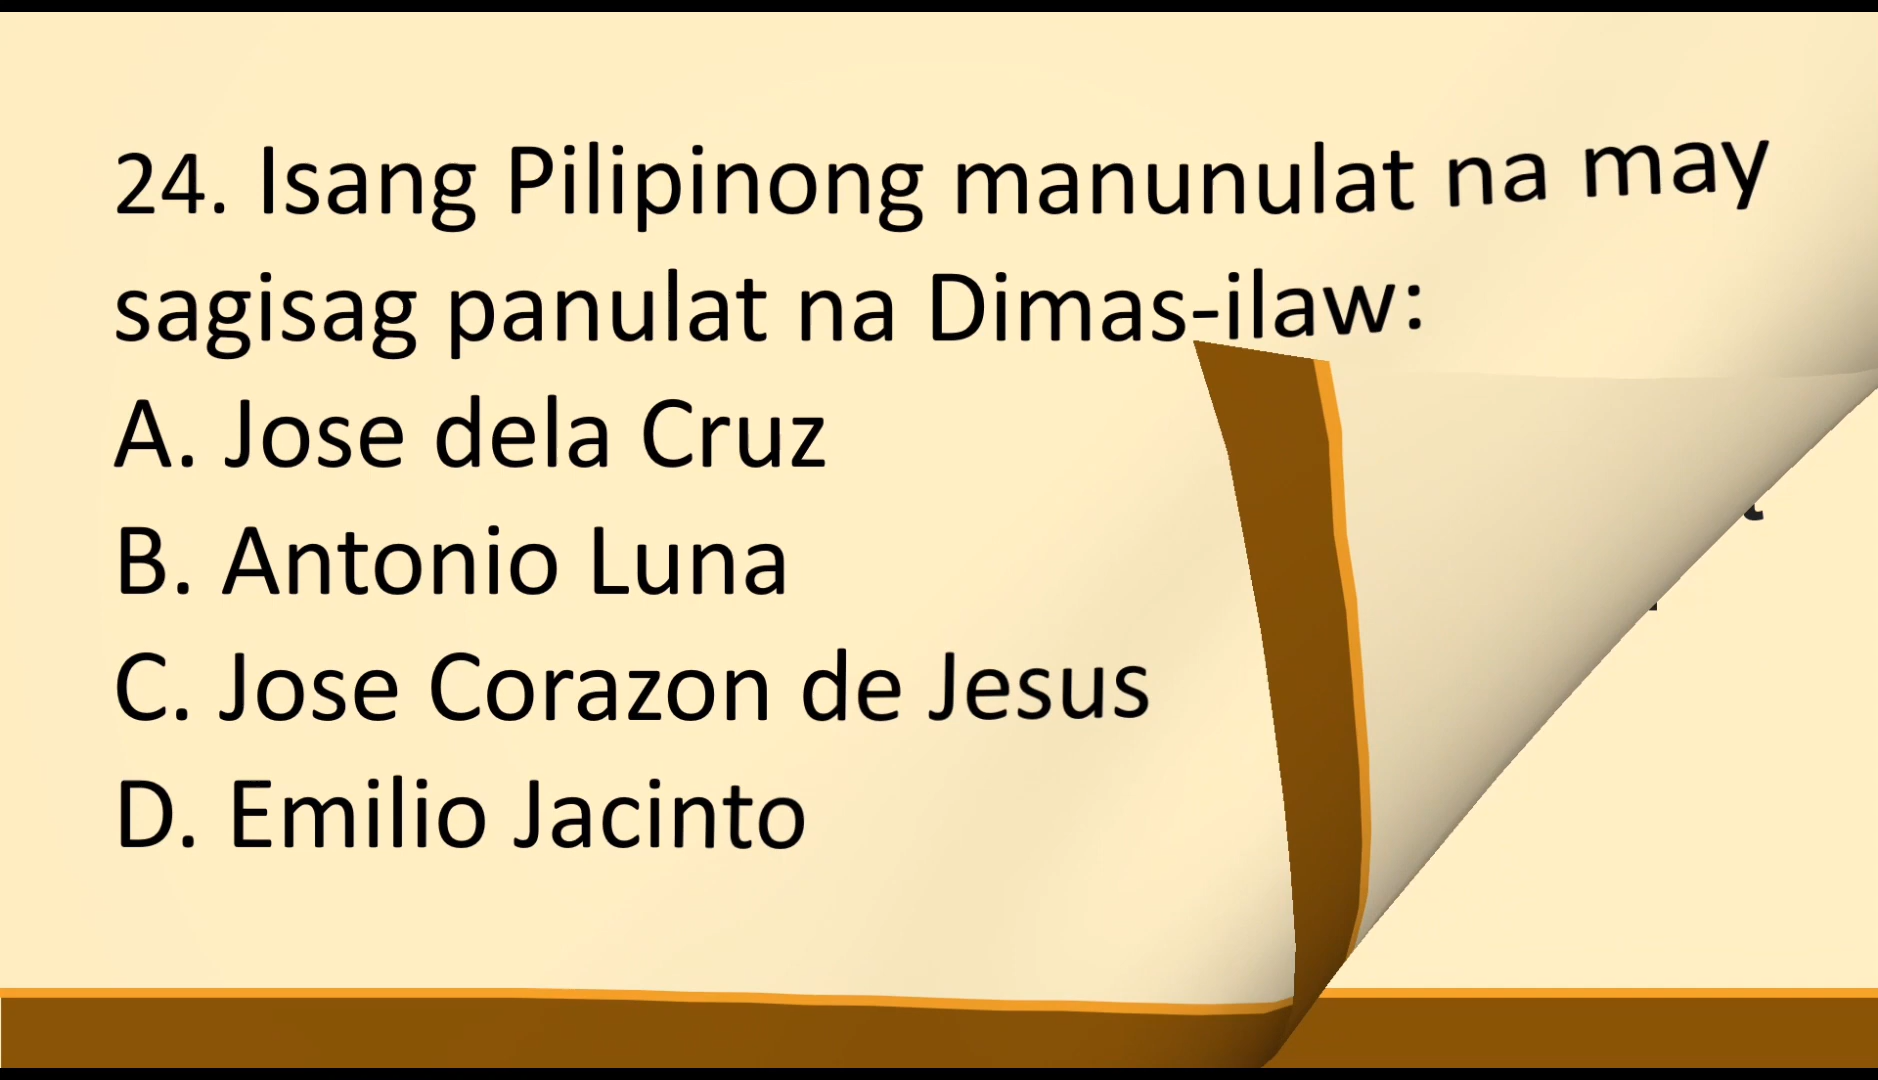 24. Isang Pilipinong manunulat na may
sagisag panulat na Dimas-ilaw:
A. Jose dela Cruz
B. Antonio Luna
C. Jose Corazon de Jesus
D. Emilio Jacinto